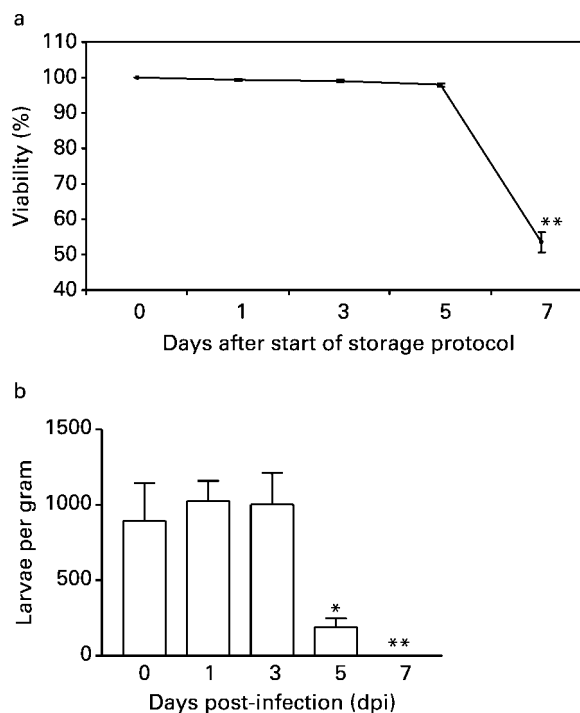 a
110
100
90
80
70
60
50
40
Viability (%)
**
0 1 3 5 7
Days after start of storage protocol
b
1500
1000
500
0
Larvae per gram
*
**
0 1 3 5 7
Days post-infection (dpi)